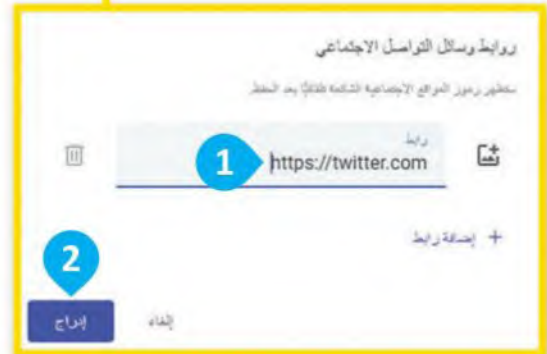 روابط وسائل التواصل الاجتماعي
ستظهر رموز المواقع الاجتماعية الشائعة تلقائيًا بعد الحفظ
رابط
https://twitter.com
1
+ إضافة رابط
2
إلغاء
إدراج